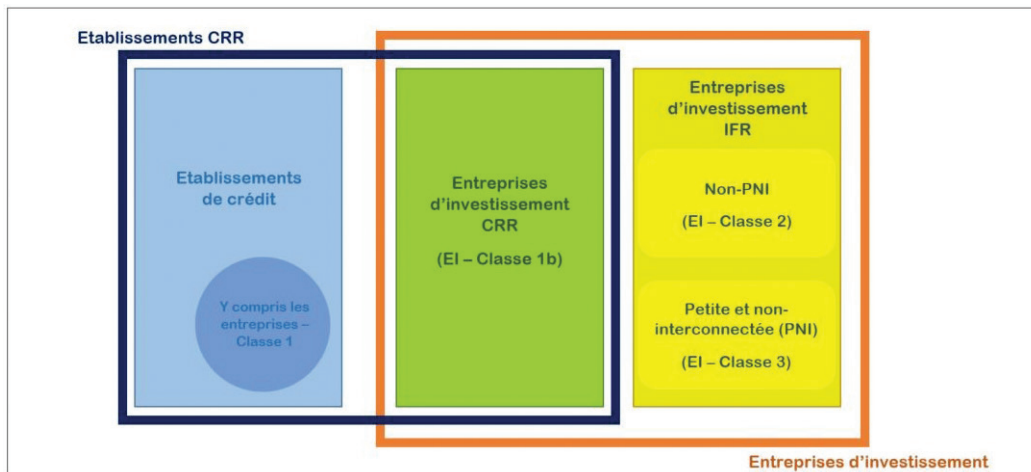 Etablissements CRR
Etablissements
de crédit
Y compris les
entreprises –
Classe 1
Entreprises
d'investissement
CRR
(EI – Classe 1b)
Entreprises
d'investissement
IFR
Non-PNI
(EI – Classe 2)
Petite et non-
interconnectée (PNI)
(EI – Classe 3)
Entreprises d'investissement